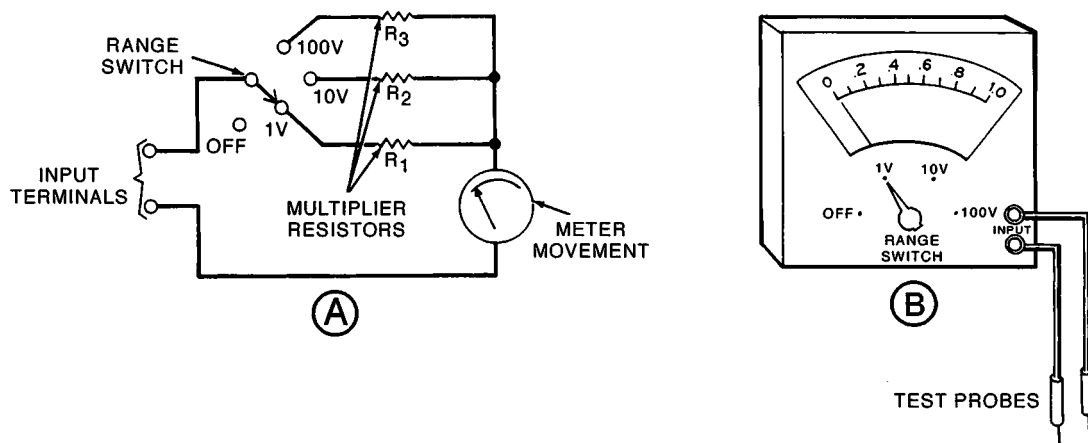 RANGE
SWITCH
100V
R3
10V
R2
1V
OFF
R1
INPUT
TERMINALS
MULTIPLIER
RESISTORS
METER
MOVEMENT
A
0 .2 .4 .6 .8 1.0
1V 10V
OFF 100V
INPUT
RANGE
SWITCH
B
TEST PROBES